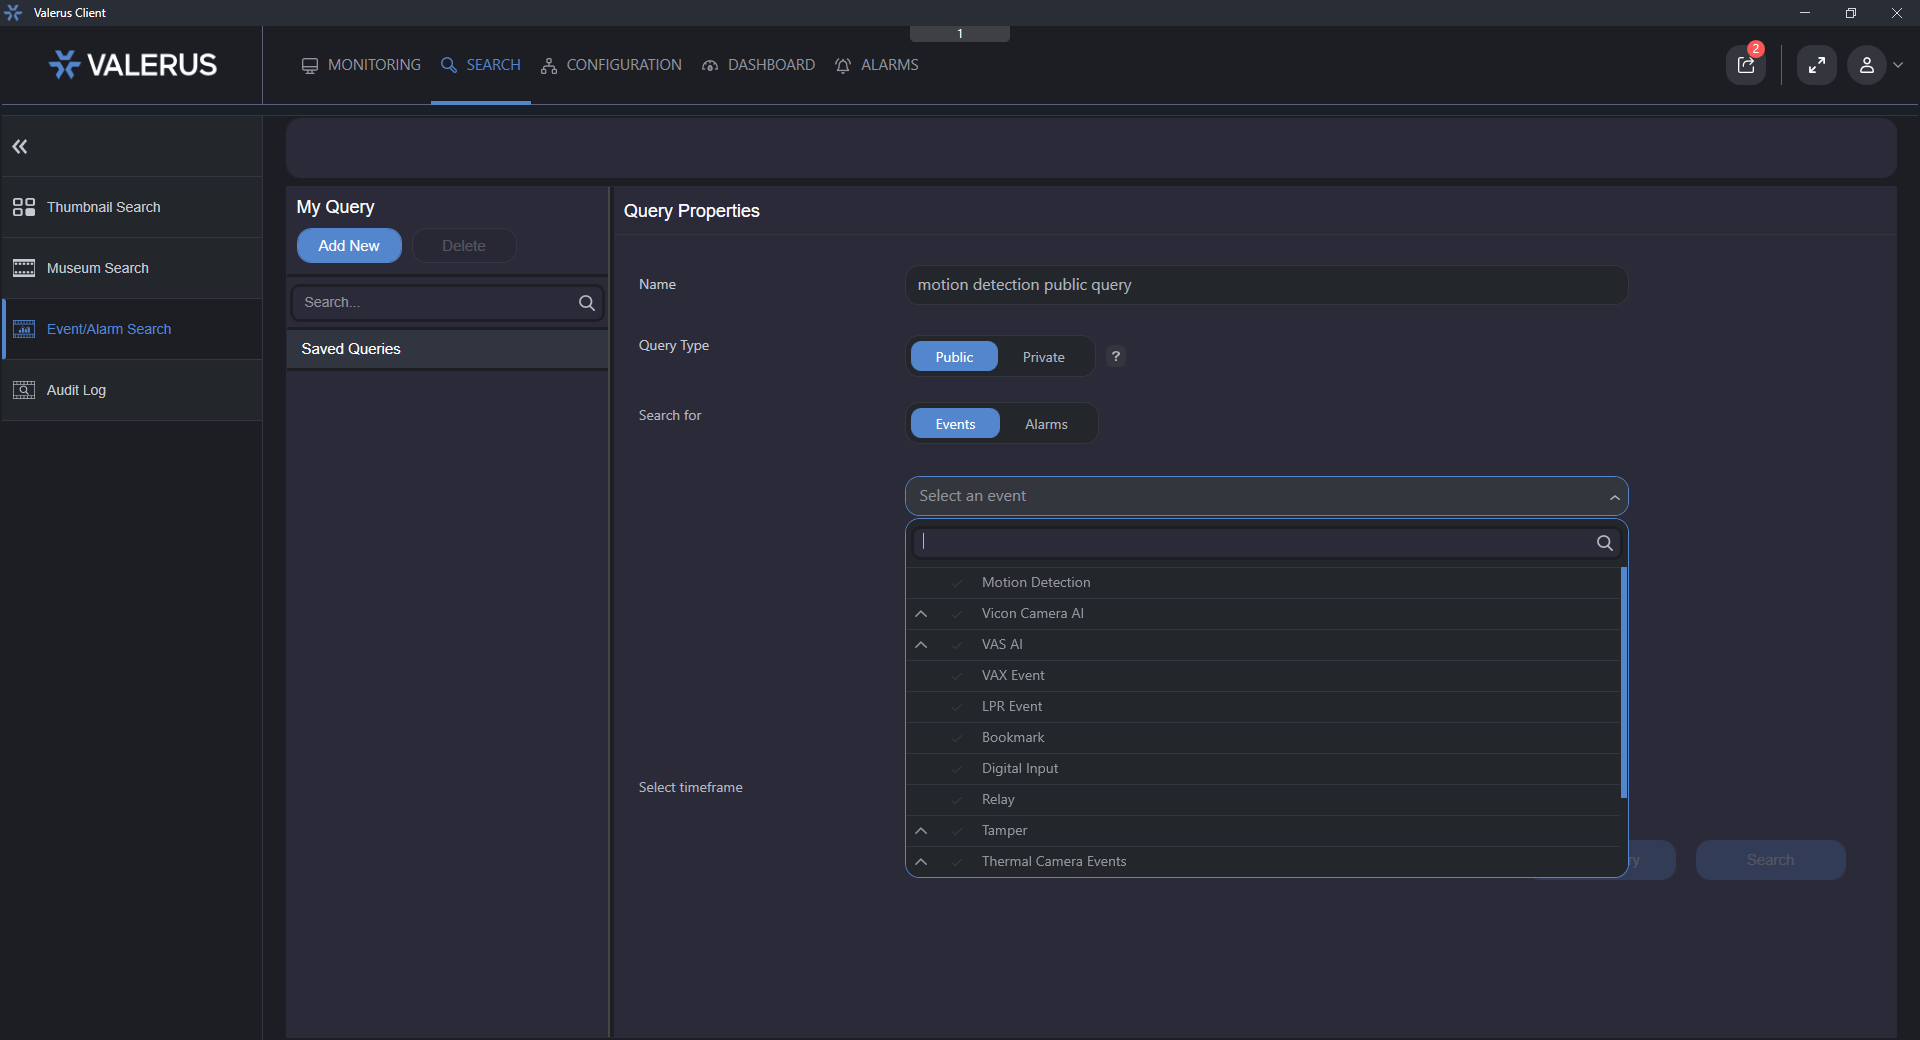 Valerus Client
1
VALERUS
MONITORING
SEARCH
CONFIGURATION
DASHBOARD
ALARMS
2
Thumbnail Search
Museum Search
Event/Alarm Search
Audit Log
My Query
Add New
Delete
Search...
Saved Queries
Query Properties
Name
motion detection public query
Query Type
Public
Private
?
Search for
Events
Alarms
Select an event
Motion Detection
Vicon Camera AI
VAS AI
VAX Event
LPR Event
Bookmark
Digital Input
Relay
Tamper
Thermal Camera Events
Select timeframe
Search